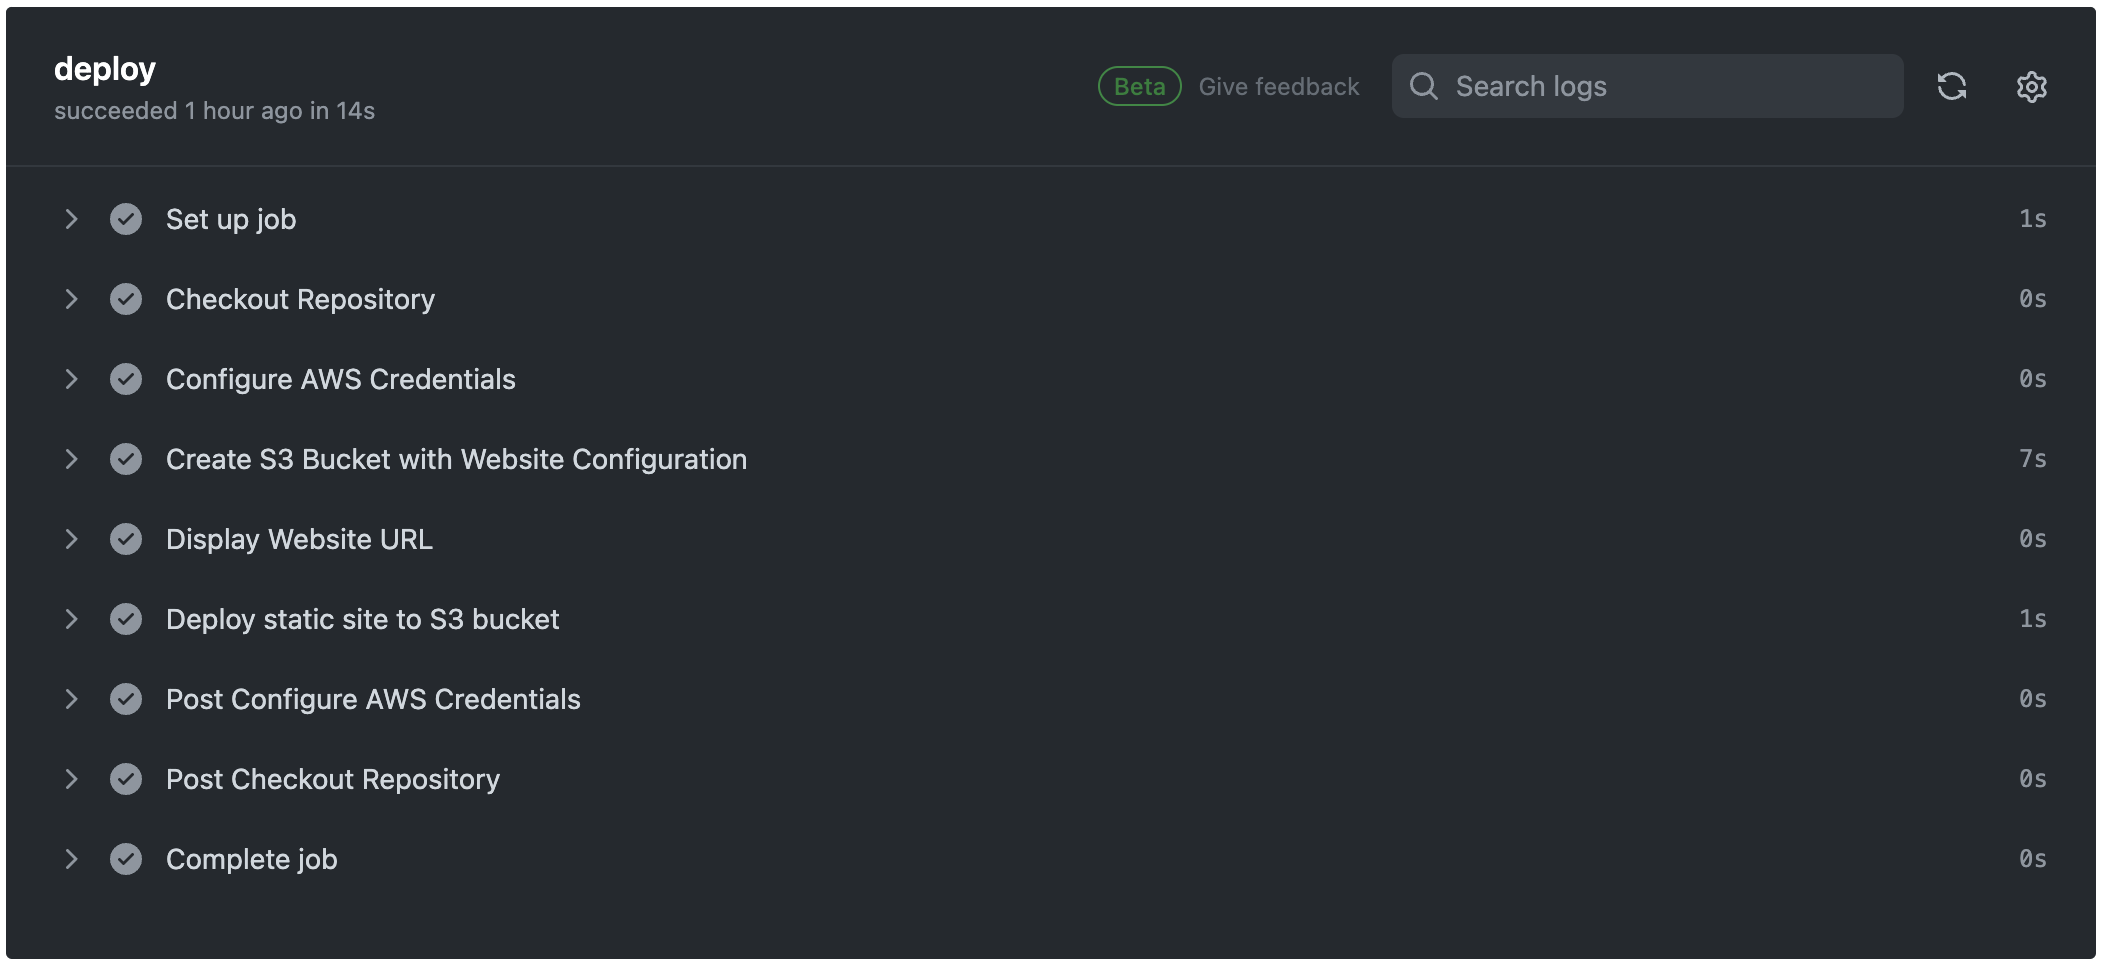 deploy
succeeded 1 hour ago in 14s
Beta Give feedback Search logs
Set up job 1s
Checkout Repository 0s
Configure AWS Credentials 0s
Create S3 Bucket with Website Configuration 7s
Display Website URL 0s
Deploy static site to S3 bucket 1s
Post Configure AWS Credentials 0s
Post Checkout Repository 0s
Complete job 0s